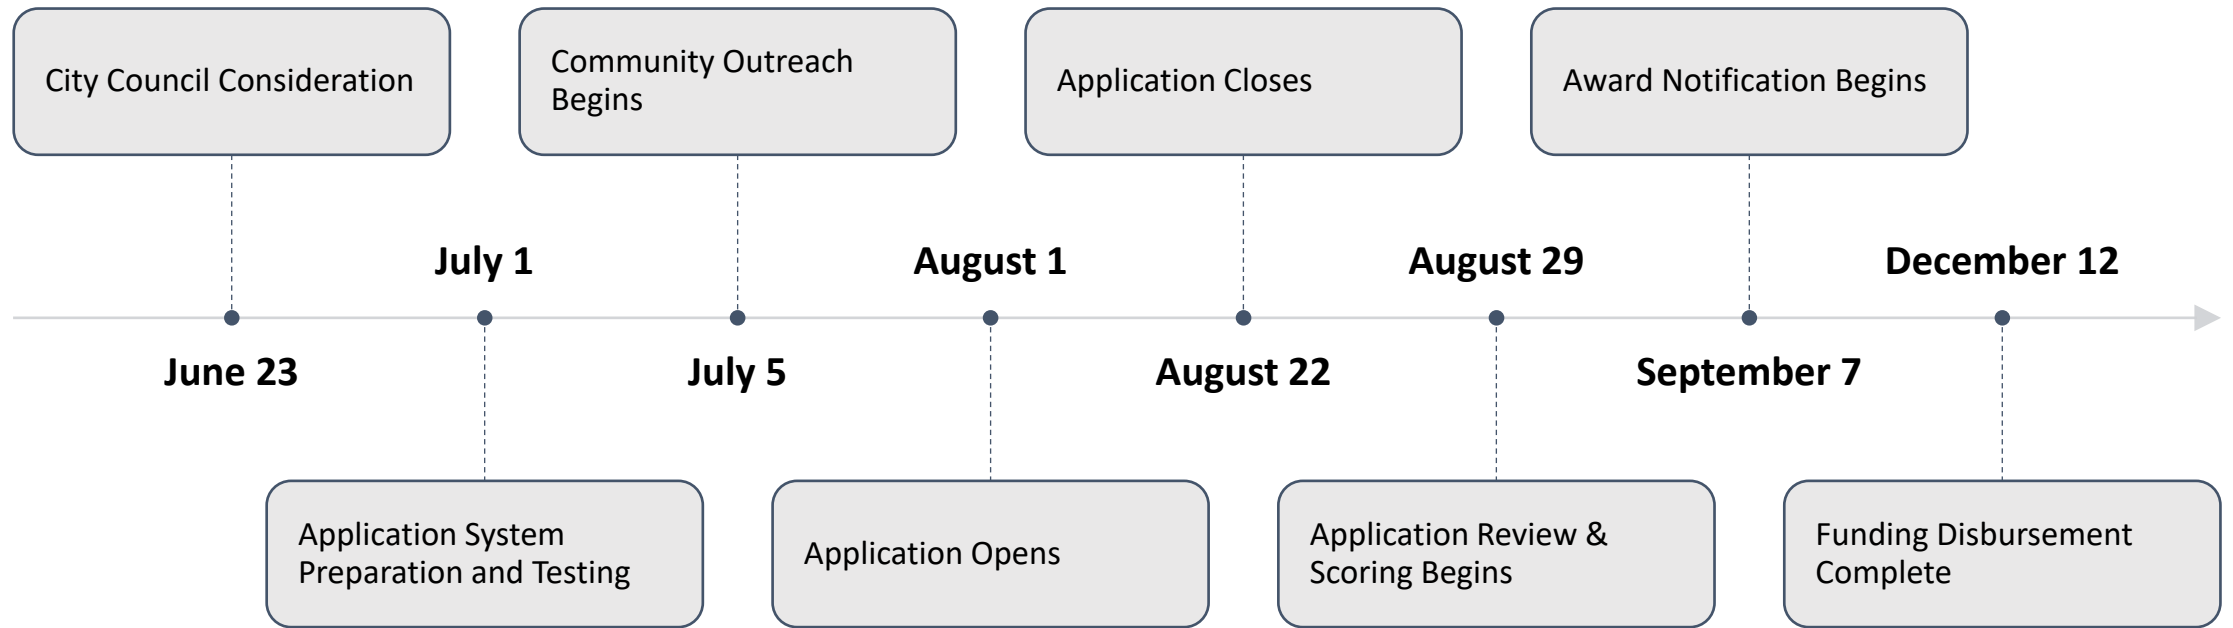 City Council Consideration
Community Outreach
Begins
Application Closes
Award Notification Begins
July 1
August 1
August 29
December 12
June 23
July 5
August 22
September 7
Application System
Preparation and Testing
Application Opens
Application Review &
Scoring Begins
Funding Disbursement
Complete